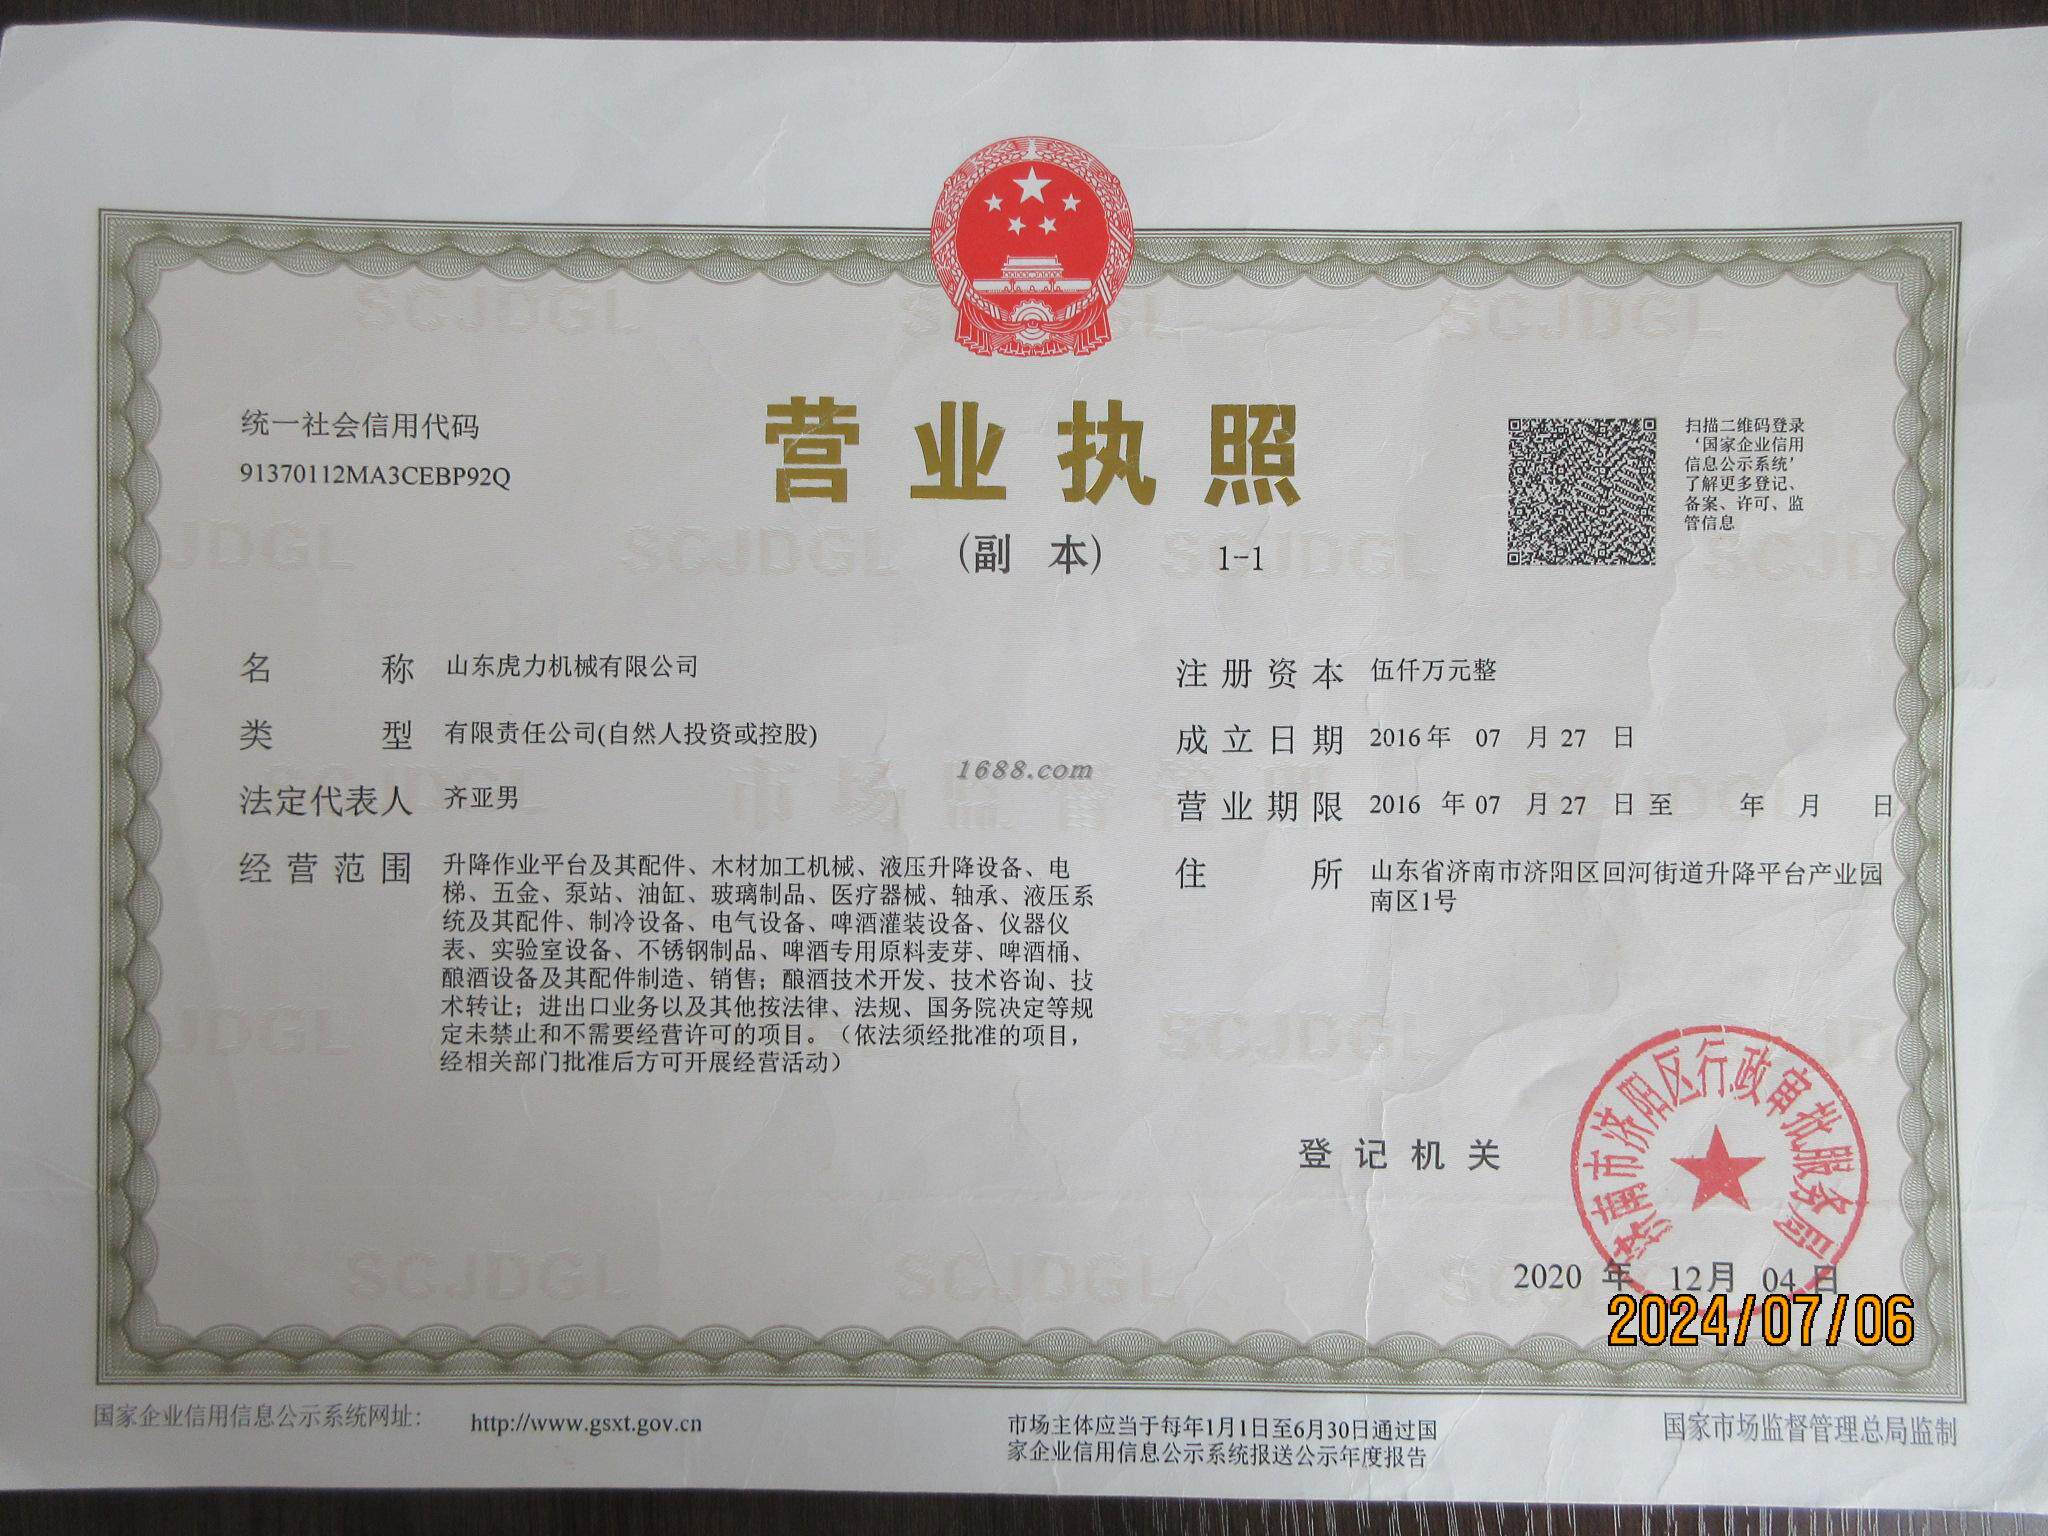 统一社会信用代码
91370112MA3CEBP92Q
营业执照
(副 本) 1-1
扫描二维码登录
‘国家企业信用
信息公示系统’
了解更多登记、
备案、许可、监
管信息
名 称 山东虎力机械有限公司
类 型 有限责任公司(自然人投资或控股)
法定代表人 齐亚男
经营范围 升降作业平台及其配件、木材加工机械、液压升降设备、电
梯、五金、泵站、油缸、玻璃制品、医疗器械、轴承、液压系
统及其配件、制冷设备、电气设备、啤酒灌装设备、仪器仪
表、实验室设备、不锈钢制品、啤酒专用原料麦芽、啤酒桶、
酿酒设备及其配件制造、销售；酿酒技术开发、技术咨询、技
术转让；进出口业务以及其他按法律、法规、国务院决定等规
定未禁止和不需要经营许可的项目。（依法须经批准的项目，
经相关部门批准后方可开展经营活动）
注册资本 伍仟万元整
成立日期 2016 年 07 月 27 日
营业期限 2016 年 07 月 27 日 至 年 月 日
住 所 山东省济南市济阳区回河街道升降平台产业园
南区1号
1688.com
登记机关
济南市济阳区行政审批服务局
2020 年 12 月 04 日
2024/07/06
国家企业信用信息公示系统网址： http://www.gsxt.gov.cn
市场主体应当于每年1月1日至6月30日通过国
家企业信用信息公示系统报送公示年度报告
国家市场监督管理总局监制
SCJDGL
市场监督管理